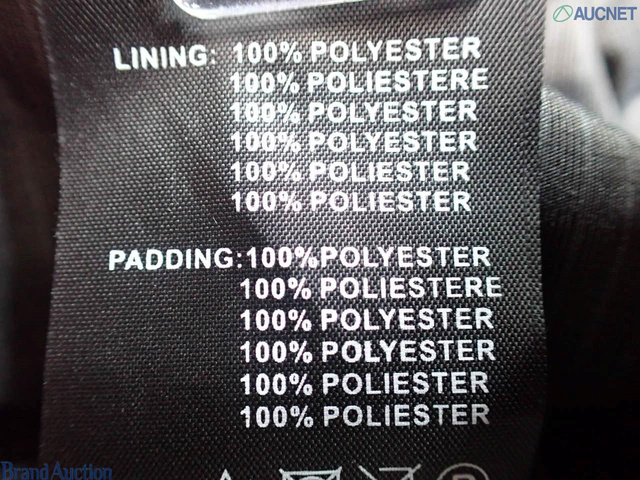 AUCNET
LINING: 100% POLYESTER
100% POLIESTERE
100% POLYESTER
100% POLYESTER
100% POLIESTER
100% POLIESTER
PADDING:100%POLYESTER
100% POLIESTERE
100% POLYESTER
100% POLYESTER
100% POLIESTER
100% POLIESTER
Brand Auction